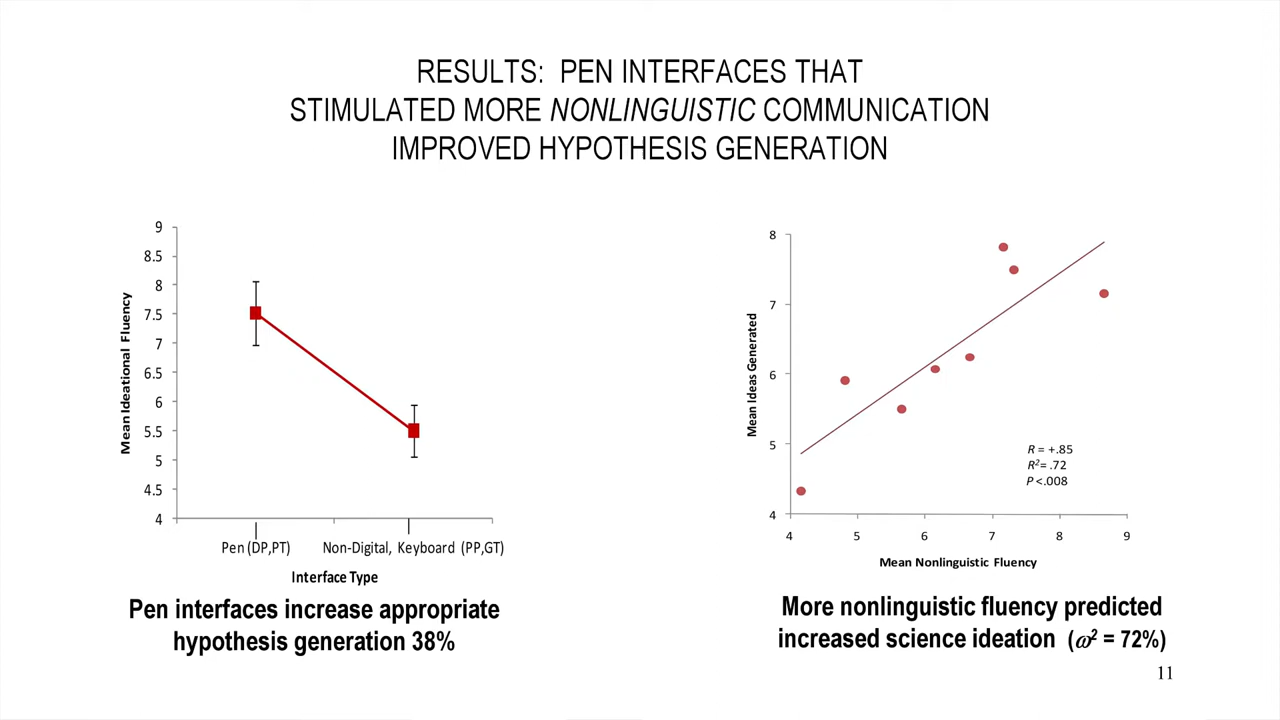 RESULTS: PEN INTERFACES THAT
STIMULATED MORE NONLINGUISTIC COMMUNICATION
IMPROVED HYPOTHESIS GENERATION
9
8.5
8
7.5
7
6.5
6
5.5
5
4.5
4
Mean Ideational Fluency
Pen (DP,PT)
Non-Digital, Keyboard (PP,GT)
Interface Type
Pen interfaces increase appropriate
hypothesis generation 38%
8
7
6
5
4
Mean Ideas Generated
R = +.85
R²= .72
P <.008
4 5 6 7 8 9
Mean Nonlinguistic Fluency
More nonlinguistic fluency predicted
increased science ideation (ω² = 72%)
11